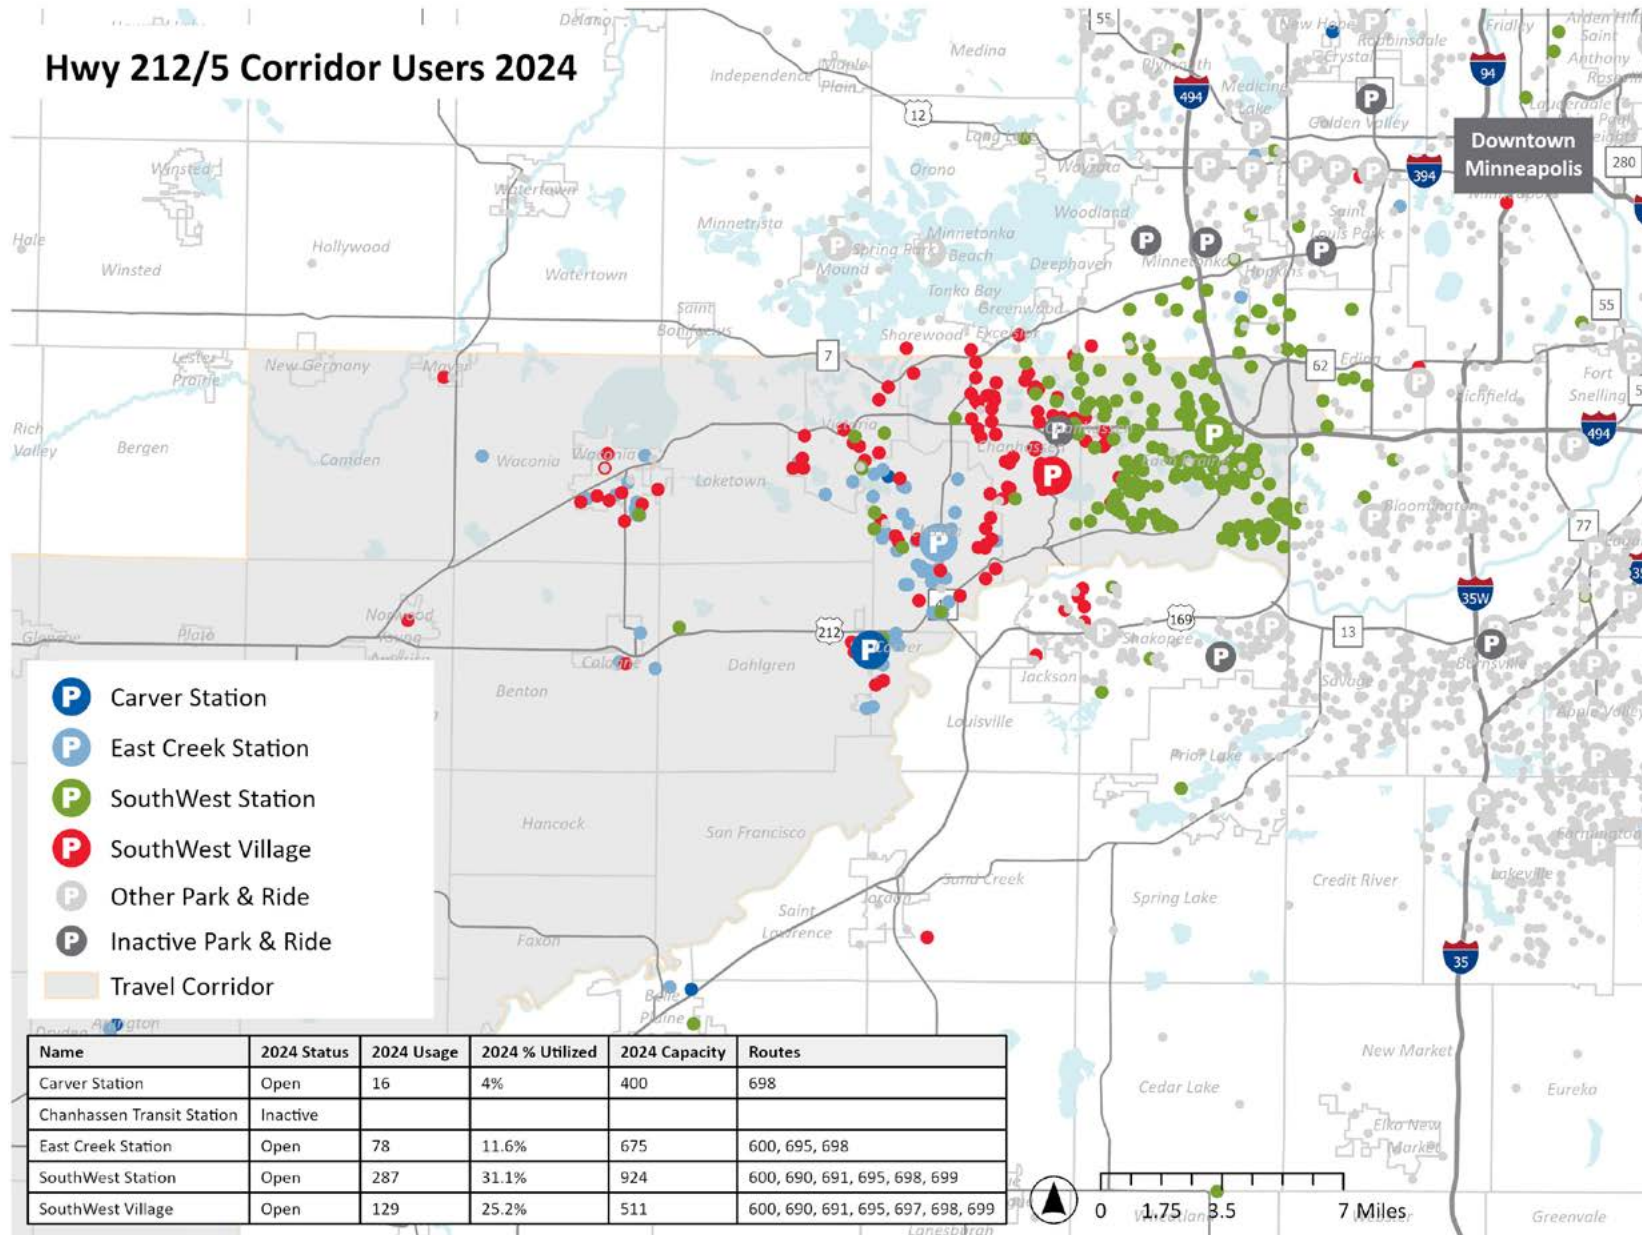 Hwy 212/5 Corridor Users 2024
Delano
Medina
Independence
Maple
Plain
Long Lake
Orono
Wayzata
Plymouth
Medicine
Lake
New Hope
Robbinsdale
Crystal
Golden Valley
Fridley
Arden Hills
Saint
Anthony
Lauderdale
55
494
94
12
394
280
Downtown
Minneapolis
Winsted
Watertown
Hale
Hollywood
Winsted
Watertown
Minnetrista
Woodland
Minnetonka
Beach
Spring Park
Mound
Deephaven
Minnetonka
Saint
Louis Park
Hopkins
Tonka Bay
Greenwood
Saint
Bonifacius
Shorewood
Excelsior
7
62
55
Edina
Richfield
Fort
Snelling
494
Lester
Prairie
New Germany
Mayer
Rich
Valley
Bergen
Camden
Waconia
Waconia
Laketown
Victoria
Chanhassen
Chanhassen
Eden Prairie
Bloomington
77
35W
Chaska
Norwood
Young
America
Glencoe
Plato
212
Cologne
Dahlgren
Carver
Benton
169
13
Shakopee
Jackson
Savage
Burnsville
Apple Valley
Louisville
Prior Lake
Hancock
San Francisco
Farmington
Lakeville
Sand Creek
Jordan
Saint
Lawrence
Spring Lake
Credit River
Faxon
35
Belle
Plaine
Arlington
Dryden
New Market
Cedar Lake
Eureka
Elko New
Market
P Carver Station
P East Creek Station
P SouthWest Station
P SouthWest Village
P Other Park & Ride
P Inactive Park & Ride
Travel Corridor
Name 2024 Status 2024 Usage 2024 % Utilized 2024 Capacity Routes
Carver Station Open 16 4% 400 698
Chanhassen Transit Station Inactive
East Creek Station Open 78 11.6% 675 600, 695, 698
SouthWest Station Open 287 31.1% 924 600, 690, 691, 695, 698, 699
SouthWest Village Open 129 25.2% 511 600, 690, 691, 695, 697, 698, 699
0 1.75 3.5 7 Miles
Wheatland
Webster
Greenvale
Lanesburgh